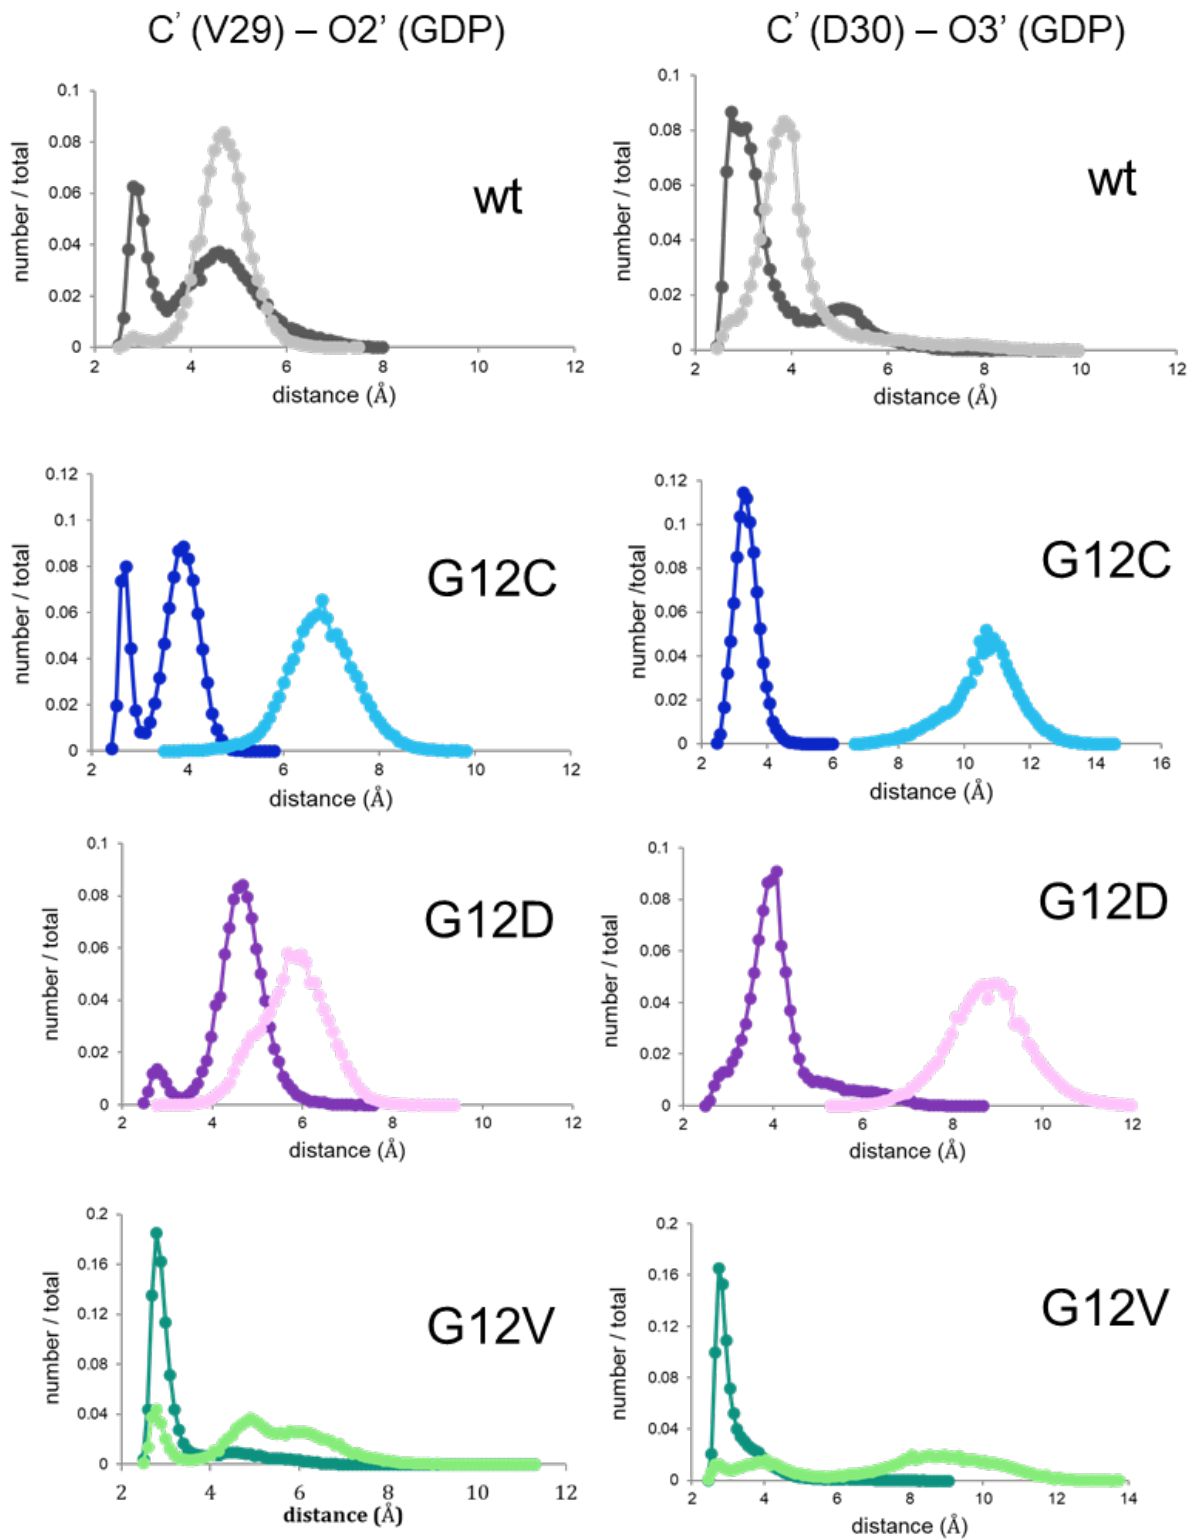 C' (V29) – O2' (GDP)
C' (D30) – O3' (GDP)
0.1
0.08
0.06
0.04
0.02
0
2 4 6 8 10 12
number / total
distance (Å)
wt
0.1
0.08
0.06
0.04
0.02
0
2 4 6 8 10 12
number / total
distance (Å)
wt
0.12
0.1
0.08
0.06
0.04
0.02
0
2 4 6 8 10 12
number / total
distance (Å)
G12C
0.12
0.1
0.08
0.06
0.04
0.02
0
2 4 6 8 10 12 14 16
number /total
distance (Å)
G12C
0.1
0.08
0.06
0.04
0.02
0
2 4 6 8 10 12
number / total
distance (Å)
G12D
0.1
0.08
0.06
0.04
0.02
0
2 4 6 8 10 12
number / total
distance (Å)
G12D
0.2
0.16
0.12
0.08
0.04
0
2 4 6 8 10 12
number / total
distance (Å)
G12V
0.2
0.16
0.12
0.08
0.04
0
2 4 6 8 10 12 14
number / total
distance (Å)
G12V